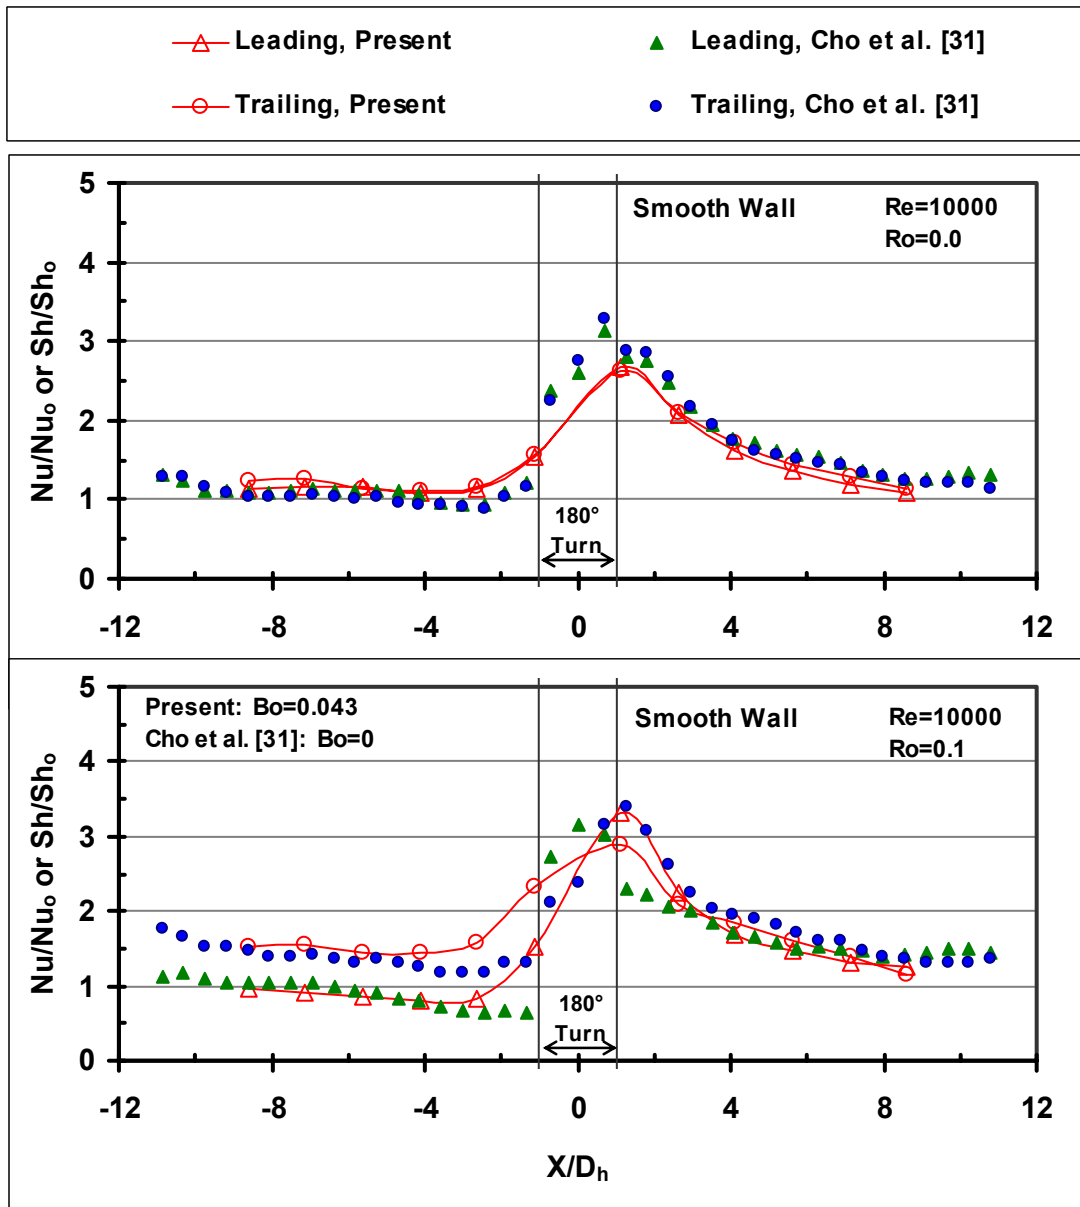 Leading, Present
Leading, Cho et al. [31]
Trailing, Present
Trailing, Cho et al. [31]
Nu/Nuo or Sh/Sho
5
4
3
2
1
0
Smooth Wall
Re=10000
Ro=0.0
180°
Turn
-12
-8
-4
0
4
8
12
Nu/Nuo or Sh/Sho
5
4
3
2
1
0
Present: Bo=0.043
Cho et al. [31]: Bo=0
Smooth Wall
Re=10000
Ro=0.1
180°
Turn
-12
-8
-4
0
4
8
12
X/Dh